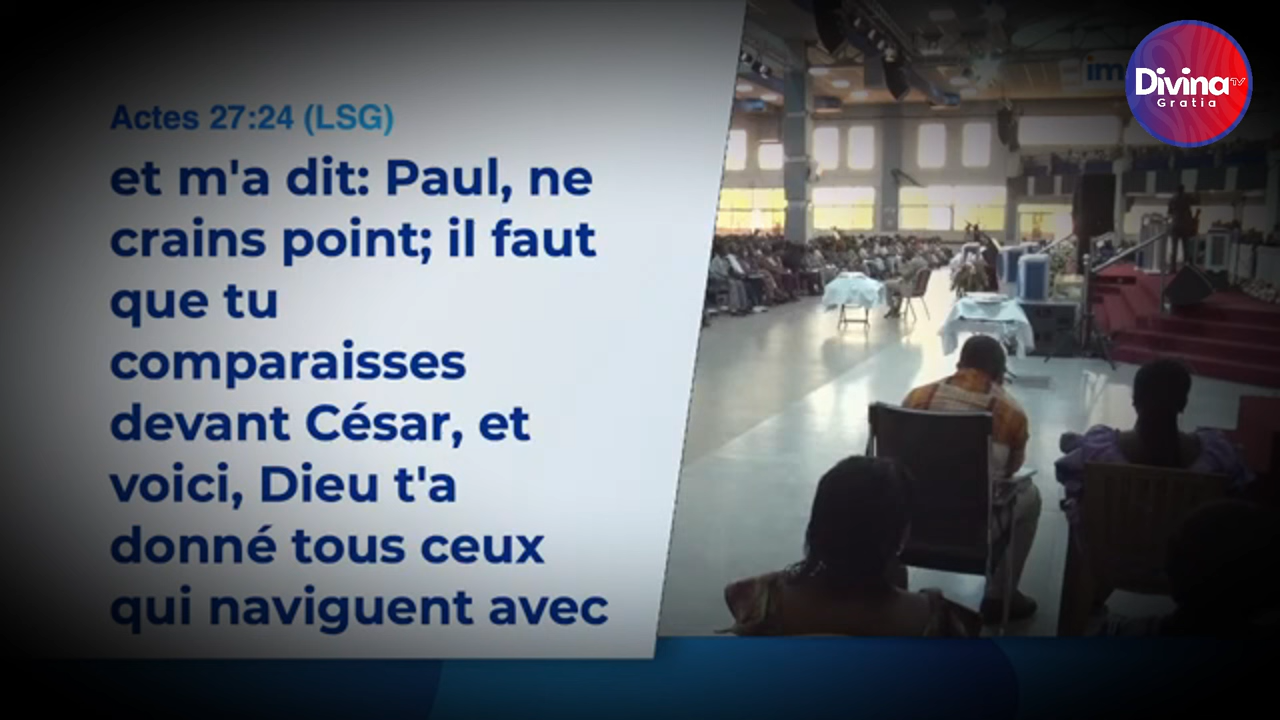 Actes 27:24 (LSG)
et m'a dit: Paul, ne
crains point; il faut
que tu
comparaisses
devant César, et
voici, Dieu t'a
donné tous ceux
qui naviguent avec
Divina TV
Gratia